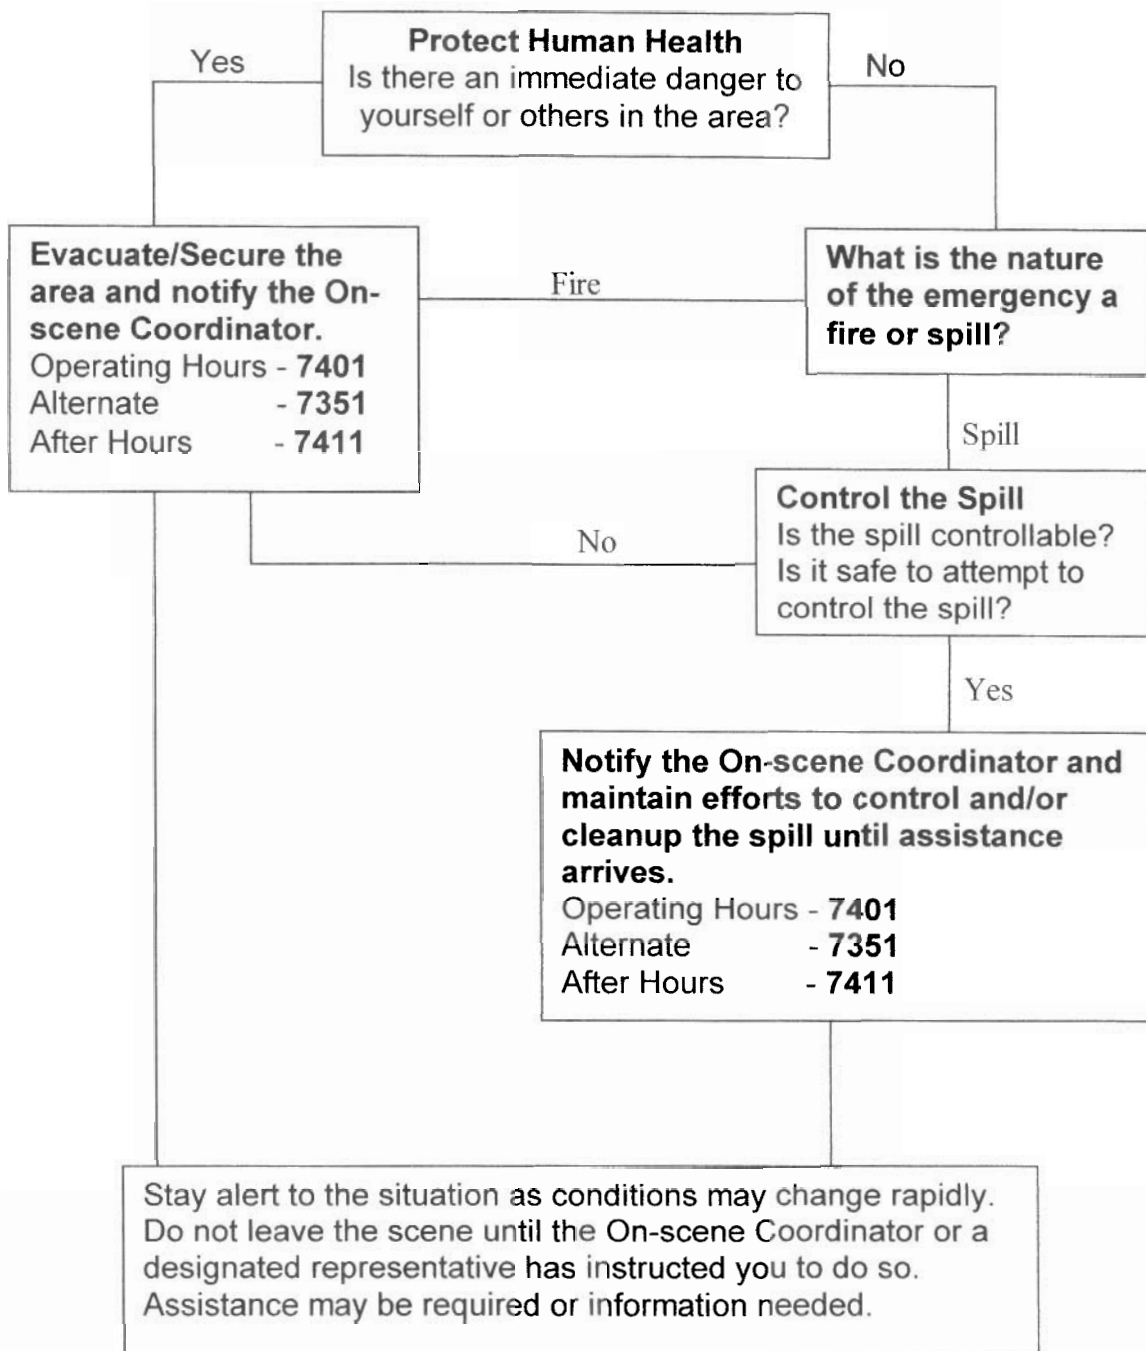 Protect Human Health
Is there an immediate danger to
yourself or others in the area?
Yes
No
Evacuate/Secure the
area and notify the On-
scene Coordinator.
Operating Hours - 7401
Alternate - 7351
After Hours - 7411
Fire
What is the nature
of the emergency a
fire or spill?
Spill
Control the Spill
Is the spill controllable?
Is it safe to attempt to
control the spill?
No
Yes
Notify the On-scene Coordinator and
maintain efforts to control and/or
cleanup the spill until assistance
arrives.
Operating Hours - 7401
Alternate - 7351
After Hours - 7411
Stay alert to the situation as conditions may change rapidly.
Do not leave the scene until the On-scene Coordinator or a
designated representative has instructed you to do so.
Assistance may be required or information needed.